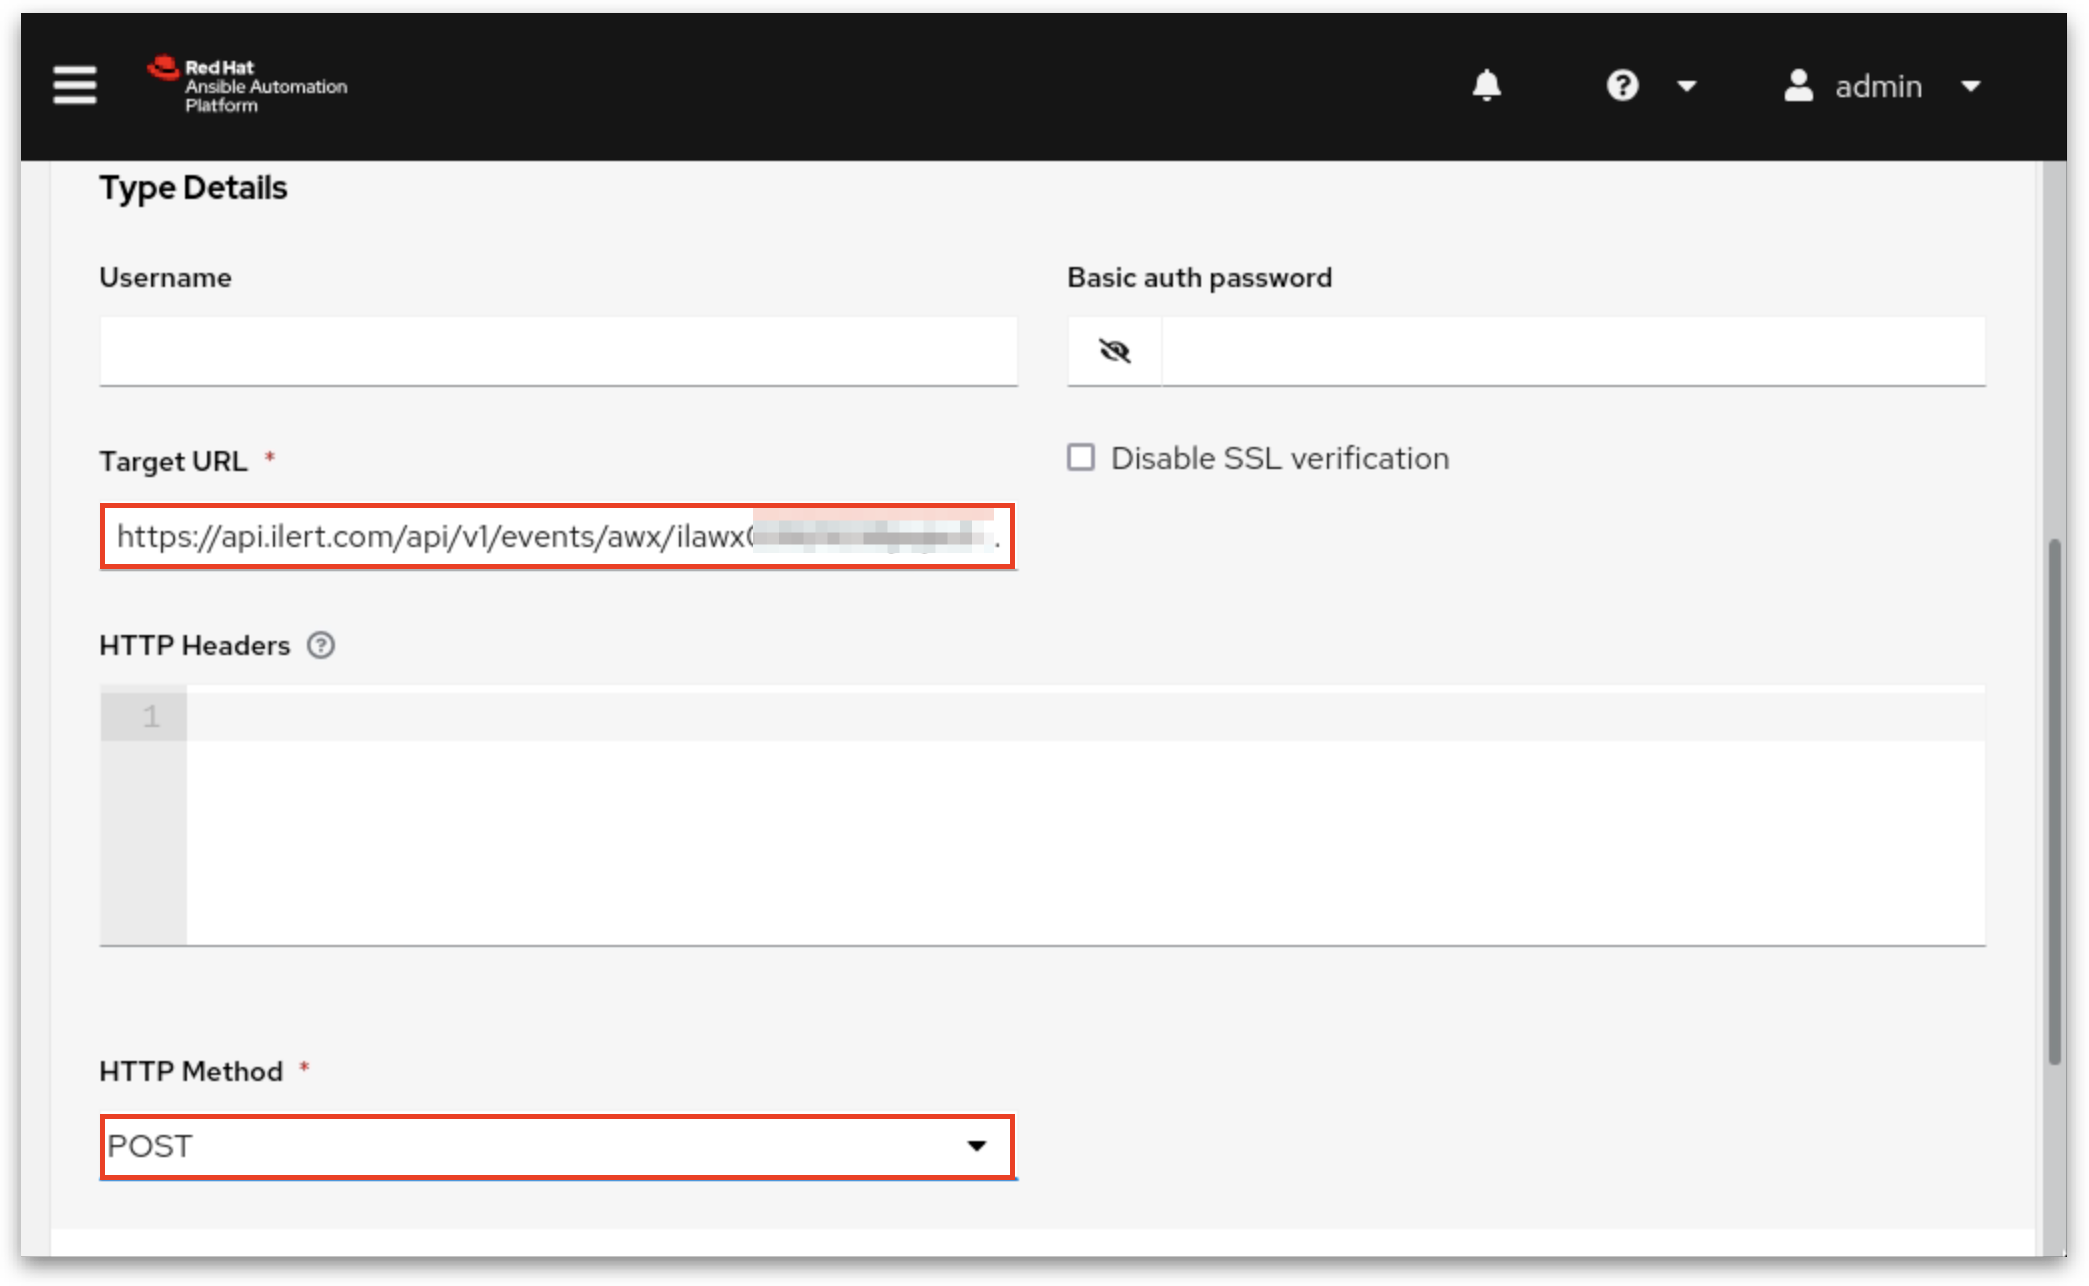 Red Hat
Ansible Automation
Platform
admin
Type Details
Username
Basic auth password
Target URL *
Disable SSL verification
https://api.ilert.com/api/v1/events/awx/ilawx
HTTP Headers
1
HTTP Method *
POST